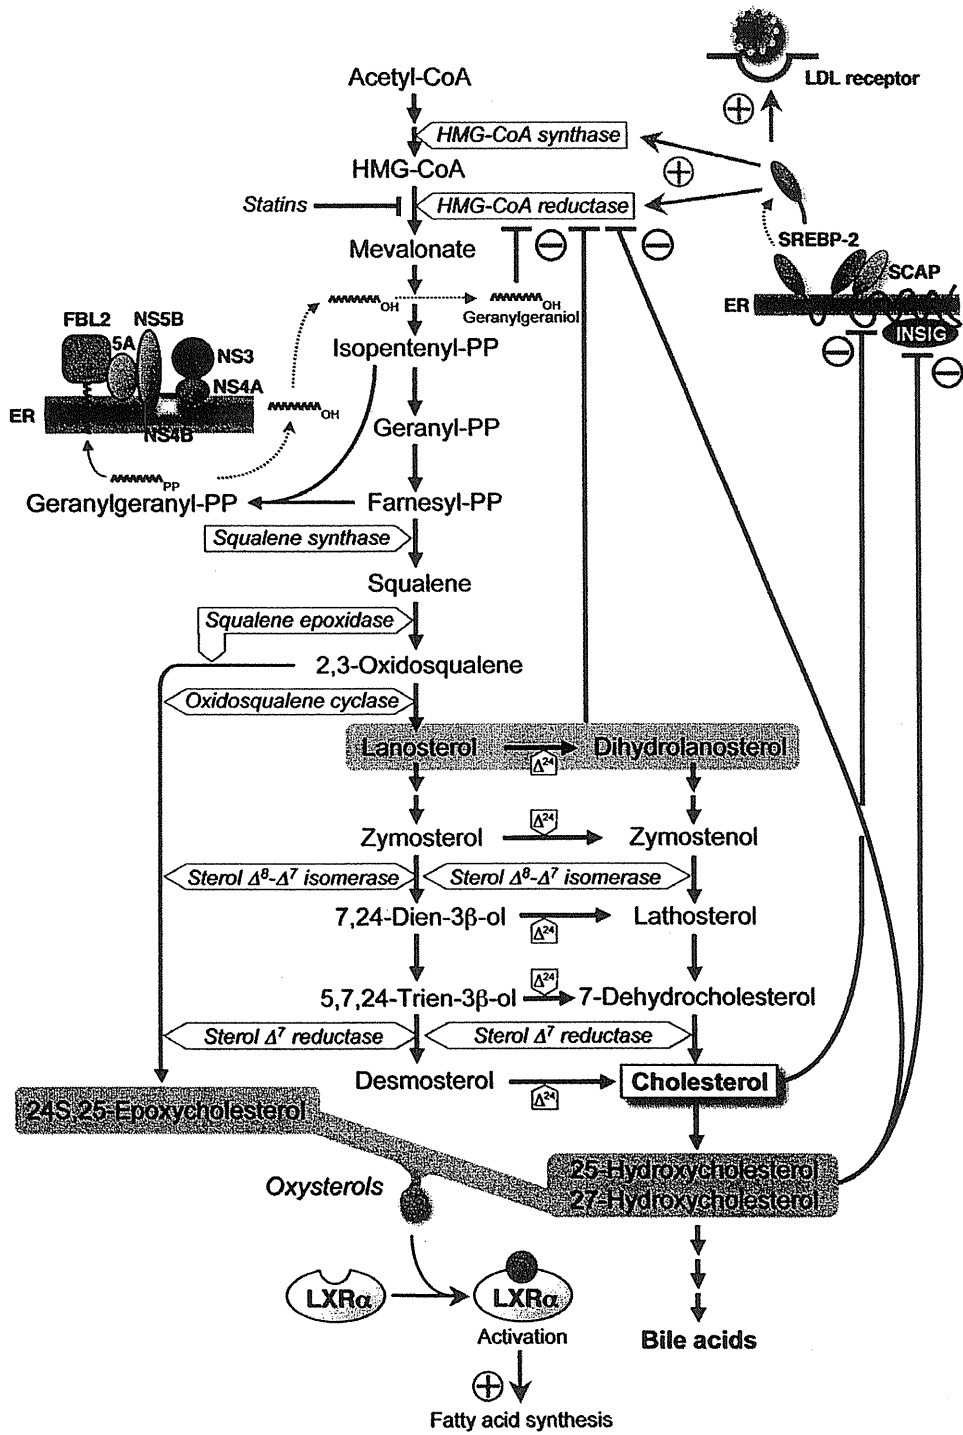 Acetyl-CoA
LDL receptor
+
HMG-CoA synthase
HMG-CoA
+
Statins
HMG-CoA reductase
Mevalonate
−
−
SREBP-2
SCAP
ER
INSIG
−
−
OH
OH
Geranylgeraniol
FBL2
5A
NS5B
NS3
NS4A
NS4B
ER
Isopentenyl-PP
OH
Geranyl-PP
PP
Geranylgeranyl-PP
Farnesyl-PP
Squalene synthase
Squalene
Squalene epoxidase
2,3-Oxidosqualene
Oxidosqualene cyclase
Lanosterol
Δ24
Dihydrolanosterol
Zymosterol
Δ24
Zymostenol
Sterol Δ8-Δ7 isomerase
Sterol Δ8-Δ7 isomerase
7,24-Dien-3β-ol
Δ24
Lathosterol
5,7,24-Trien-3β-ol
Δ24
7-Dehydrocholesterol
Sterol Δ7 reductase
Sterol Δ7 reductase
Desmosterol
Δ24
Cholesterol
24S,25-Epoxycholesterol
25-Hydroxycholesterol
27-Hydroxycholesterol
Oxysterols
LXRα
LXRα
Activation
Bile acids
+
Fatty acid synthesis